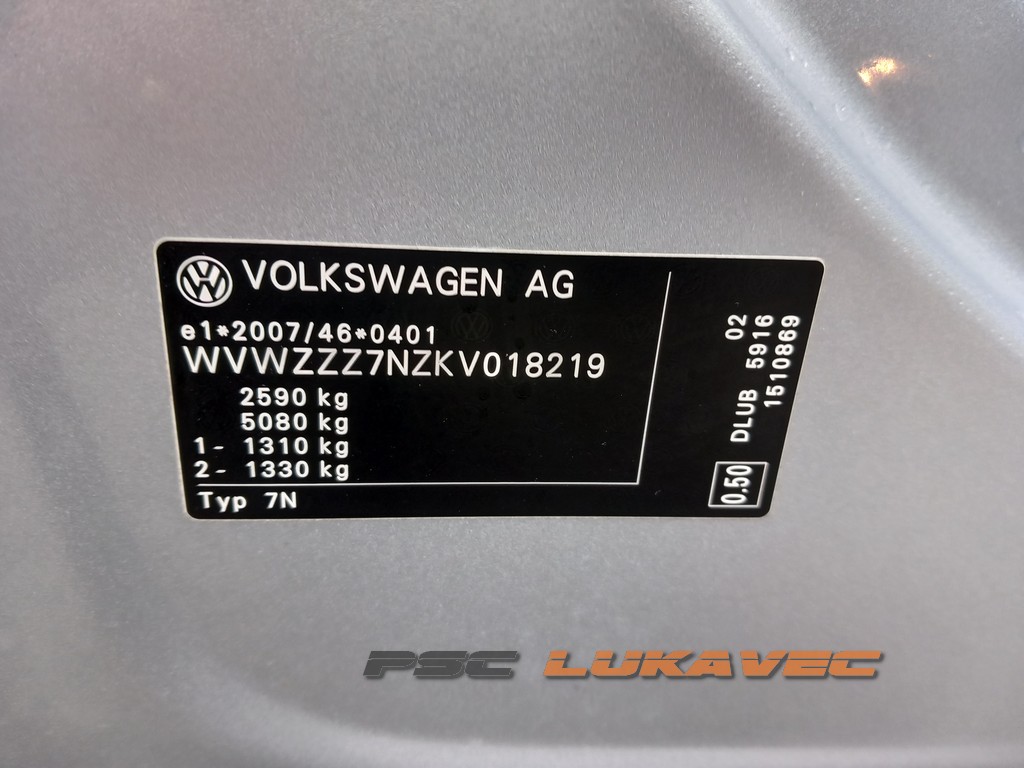 VOLKSWAGEN AG
e1*2007/46*0401
WVWZZZ7NZKV018219
2590 kg
5080 kg
1- 1310 kg
2- 1330 kg
Typ 7N
02
DLUB 5916
1510869
0.50
PSC LUKAVEC